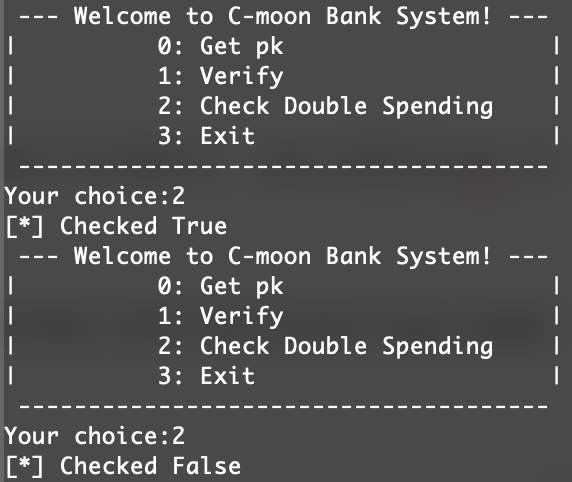 --- Welcome to C-moon Bank System! ---
|          0: Get pk                   |
|          1: Verify                   |
|          2: Check Double Spending    |
|          3: Exit                     |
--------------------------------------
Your choice:2
[*] Checked True
--- Welcome to C-moon Bank System! ---
|          0: Get pk                   |
|          1: Verify                   |
|          2: Check Double Spending    |
|          3: Exit                     |
--------------------------------------
Your choice:2
[*] Checked False